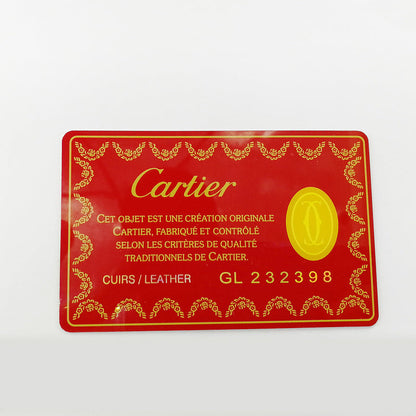 Cartier
CET OBJET EST UNE CRÉATION ORIGINALE
CARTIER, FABRIQUÉ ET CONTRÔLÉ
SELON LES CRITÈRES DE QUALITÉ
TRADITIONNELS DE CARTIER.
CUIRS / LEATHER GL 232398